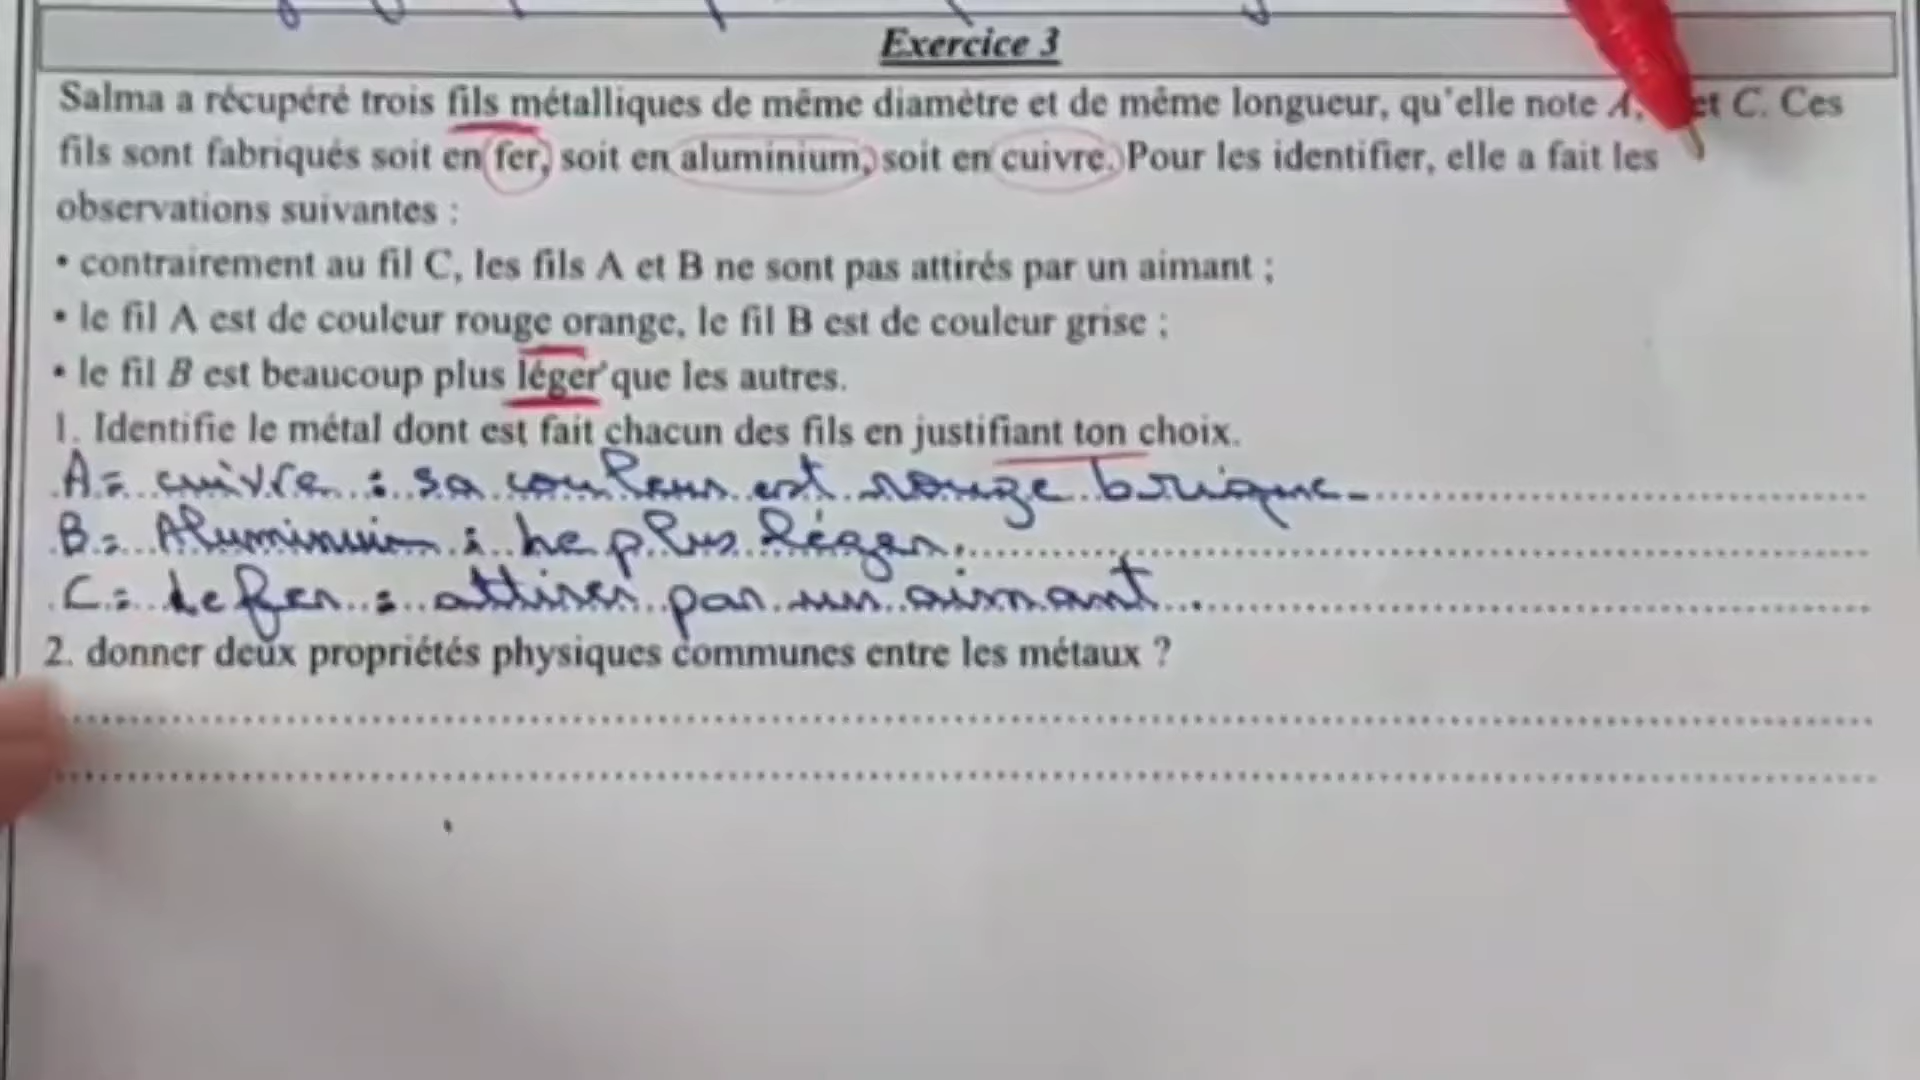 Exercice 3
Salma a récupéré trois fils métalliques de même diamètre et de même longueur, qu'elle note A, et C. Ces
fils sont fabriqués soit en fer, soit en aluminium, soit en cuivre. Pour les identifier, elle a fait les
observations suivantes :
• contrairement au fil C, les fils A et B ne sont pas attirés par un aimant ;
• le fil A est de couleur rouge orange, le fil B est de couleur grise ;
• le fil B est beaucoup plus léger que les autres.
1. Identifie le métal dont est fait chacun des fils en justifiant ton choix.
A = cuivre : sa couleur est rouge brique
B = Aluminuim : le plus léger.
C = le fer : attirer par un aimant
2. donner deux propriétés physiques communes entre les métaux ?